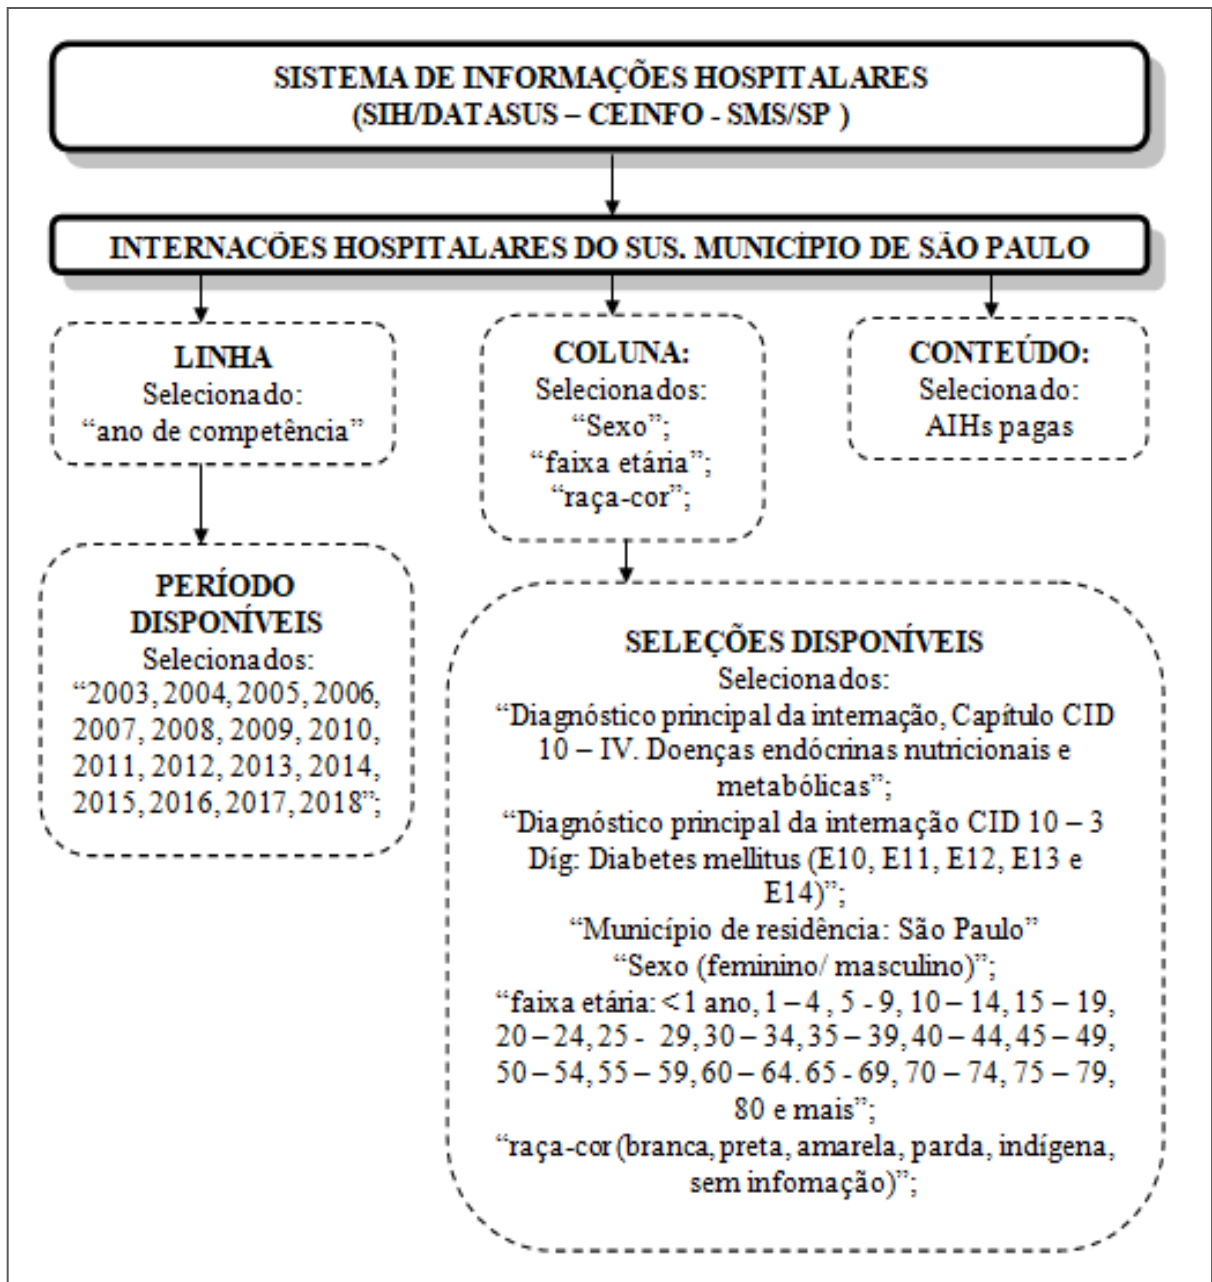 SISTEMA DE INFORMAÇÕES HOSPITALARES
(SIH/DATASUS – CEINFO - SMS/SP )
INTERNACÕES HOSPITALARES DO SUS. MUNICÍPIO DE SÃO PAULO
LINHA
Selecionado:
“ano de competência”
COLUNA:
Selecionados:
“Sexo”;
“faixa etária”;
“raça-cor”;
CONTEÚDO:
Selecionado:
AIHs pagas
PERÍODO
DISPONÍVEIS
Selecionados:
“2003, 2004, 2005, 2006,
2007, 2008, 2009, 2010,
2011, 2012, 2013, 2014,
2015, 2016, 2017, 2018”;
SELEÇÕES DISPONÍVEIS
Selecionados:
“Diagnóstico principal da internação, Capítulo CID
10 – IV. Doenças endócrinas nutricionais e
metabólicas”;
“Diagnóstico principal da internação CID 10 – 3
Díg: Diabetes mellitus (E10, E11, E12, E13 e
E14)”;
“Município de residência: São Paulo”
“Sexo (feminino/ masculino)”;
“faixa etária: <1 ano, 1 – 4 , 5 - 9, 10 – 14, 15 – 19,
20 – 24, 25 - 29,30 – 34, 35 – 39, 40 – 44, 45 – 49,
50 – 54, 55 – 59, 60 – 64. 65 - 69, 70 – 74, 75 – 79,
80 e mais”;
“raça-cor (branca, preta, amarela, parda, indígena,
sem infomação)”;